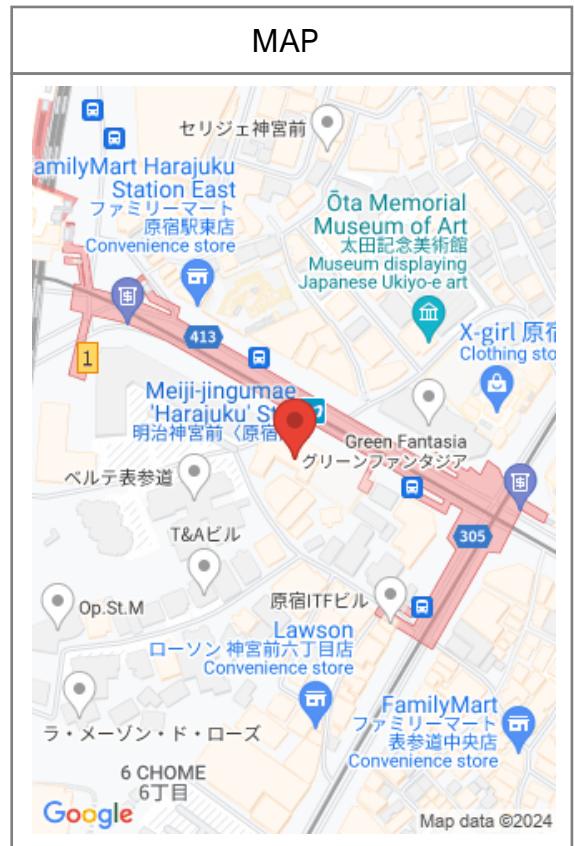 MAP
セリジェ神宮前
amilyMart Harajuku
Station East
ファミリーマート
原宿駅東店
Convenience store
Ōta Memorial
Museum of Art
太田記念美術館
Museum displaying
Japanese Ukiyo-e art
413
1
X-girl 原宿
Clothing sto
Meiji-jingumae
'Harajuku' St
明治神宮前〈原宿
Green Fantasia
グリーンファンタジア
ベルテ表参道
305
T&Aビル
Op.St.M
原宿ITFビル
Lawson
ローソン 神宮前六丁目店
Convenience store
FamilyMart
ファミリーマート
表参道中央店
Convenience store
ラ・メーゾン・ド・ローズ
6 CHOME
6丁目
Google
Map data ©2024